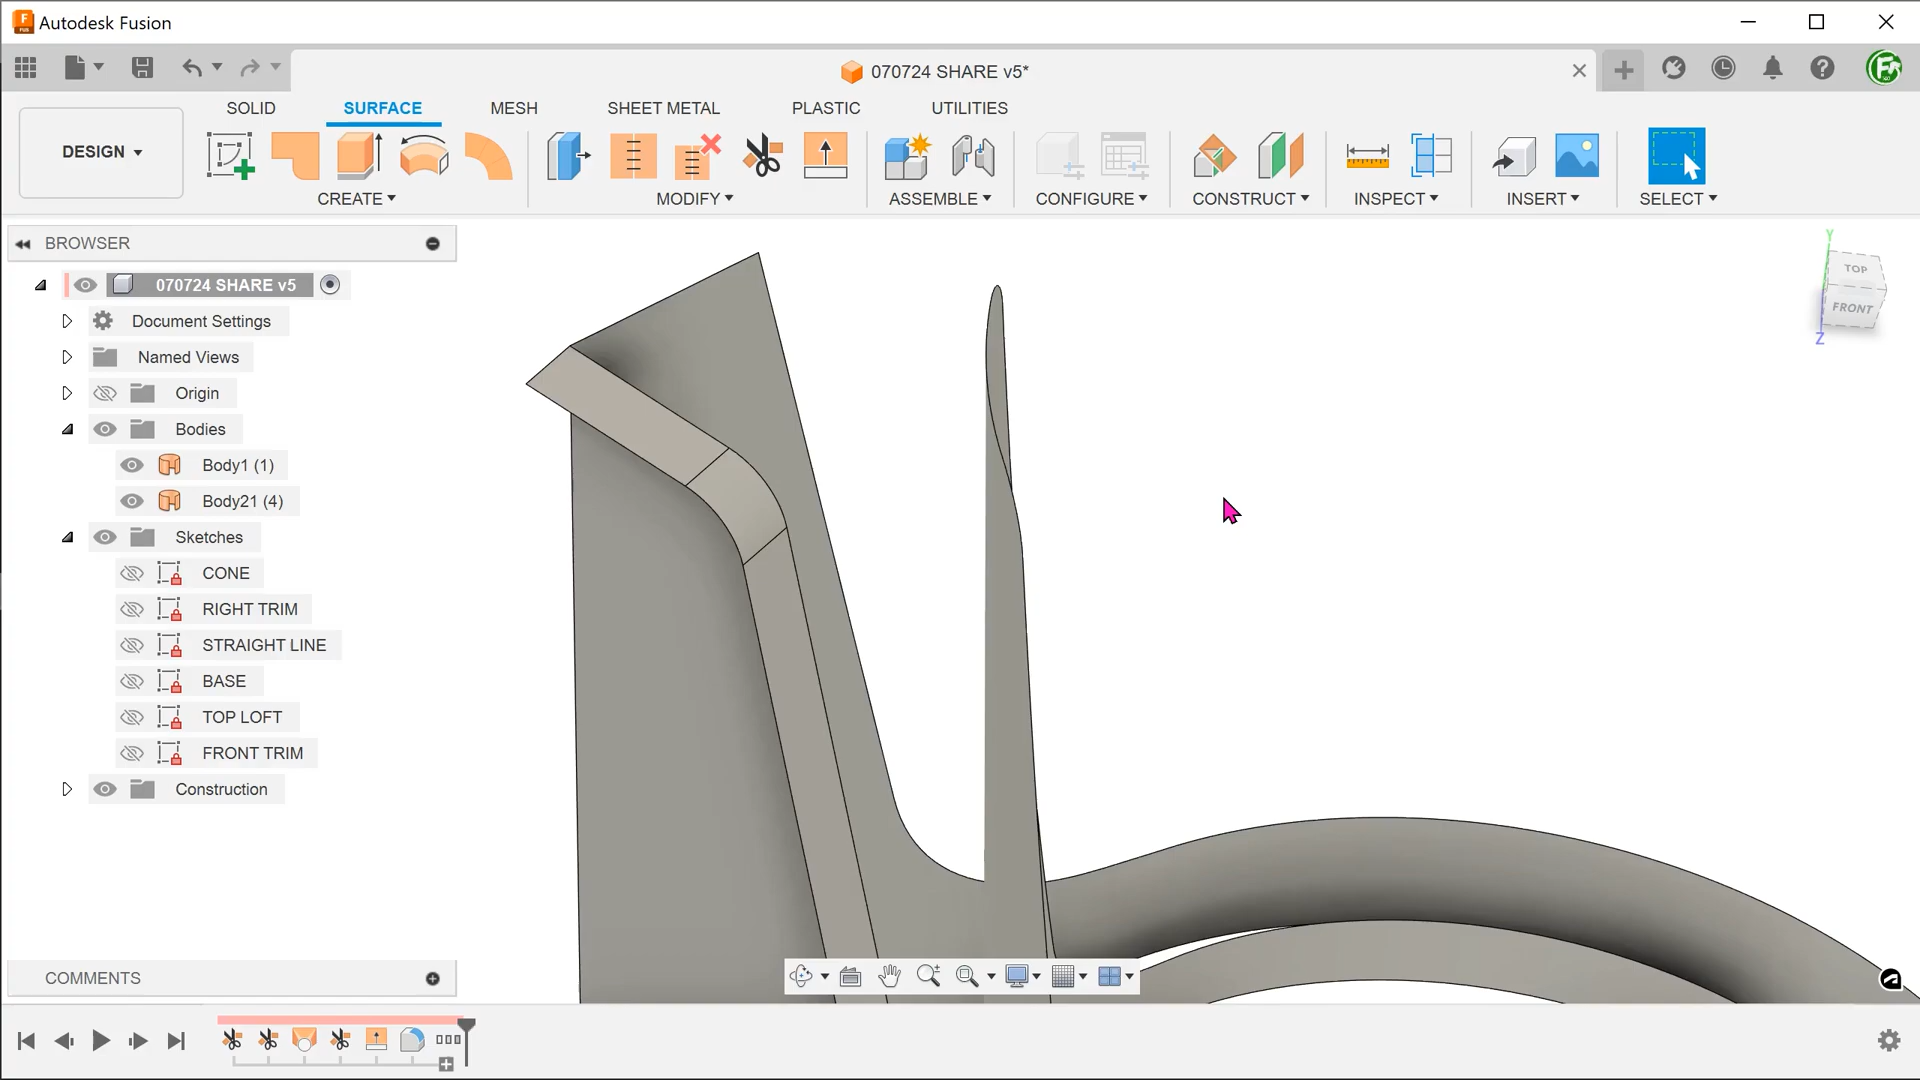 Autodesk Fusion
070724 SHARE v5*
SOLID SURFACE MESH SHEET METAL PLASTIC UTILITIES
DESIGN
CREATE MODIFY ASSEMBLE CONFIGURE CONSTRUCT INSPECT INSERT SELECT
BROWSER
070724 SHARE v5
Document Settings
Named Views
Origin
Bodies
Body1 (1)
Body21 (4)
Sketches
CONE
RIGHT TRIM
STRAIGHT LINE
BASE
TOP LOFT
FRONT TRIM
Construction
Y
TOP
FRONT
Z
COMMENTS